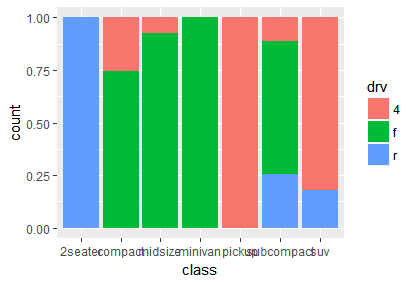 1.00
0.75
0.50
0.25
0.00
count
2seater compact midsize minivan pickup subcompact suv
class
drv
4
f
r